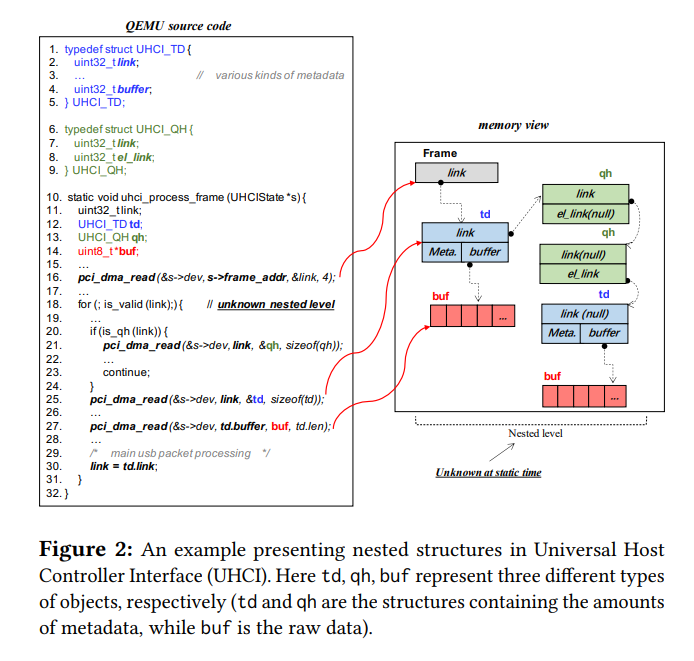 QEMU source code
1. typedef struct UHCI_TD {
2. uint32_t link;
3. ... // various kinds of metadata
4. uint32_t buffer;
5. } UHCI_TD;
6. typedef struct UHCI_QH {
7. uint32_t link;
8. uint32_t el_link;
9. } UHCI_QH;
10. static void uhci_process_frame (UHCIState *s) {
11. uint32_t link;
12. UHCI_TD td;
13. UHCI_QH qh;
14. uint8_t *buf;
15. ...
16. pci_dma_read (&s->dev, s->frame_addr, &link, 4);
17. ...
18. for (; is_valid (link);) { // unknown nested level
19. ...
20. if (is_qh (link)) {
21. pci_dma_read (&s->dev, link, &qh, sizeof(qh));
22. ...
23. continue;
24. }
25. pci_dma_read (&s->dev, link, &td, sizeof(td));
26. ...
27. pci_dma_read (&s->dev, td.buffer, buf, td.len);
28. ...
29. /* main usb packet processing */
30. link = td.link;
31. }
32. }
memory view
Frame
link
td
link
Meta. buffer
buf
...
qh
link
el_link(null)
qh
link(null)
el_link
td
link (null)
Meta. buffer
buf
...
Nested level
Unknown at static time
Figure 2: An example presenting nested structures in Universal Host
Controller Interface (UHCI). Here td, qh, buf represent three different types
of objects, respectively (td and qh are the structures containing the amounts
of metadata, while buf is the raw data).